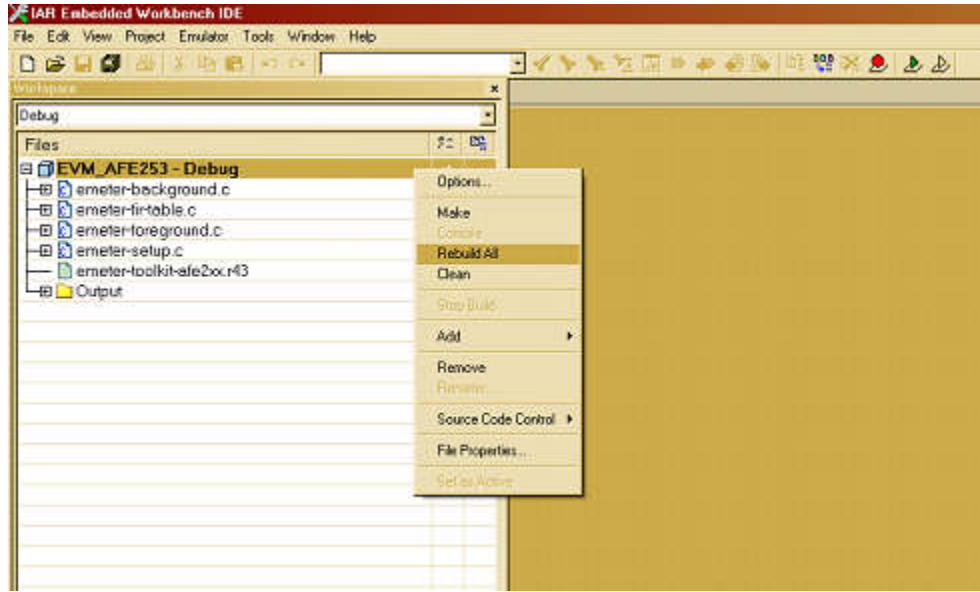 IAR Embedded Workbench IDE
File Edit View Project Emulator Tools Window Help
Workspace
Debug
Files
EVM_AFE253 - Debug
emeter-background.c
emeter-fir-table.c
emeter-foreground.c
emeter-setup.c
emeter-toolkit-afe2xx.r43
Output
Options...
Make
Compile
Rebuild All
Clean
Stop Build
Add
Remove
Rename...
Source Code Control
File Properties...
Set as Active